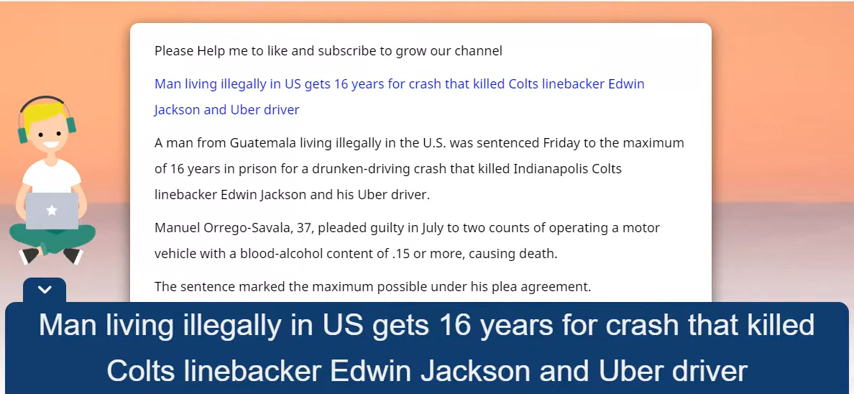 Please Help me to like and subscribe to grow our channel
Man living illegally in US gets 16 years for crash that killed Colts linebacker Edwin
Jackson and Uber driver
A man from Guatemala living illegally in the U.S. was sentenced Friday to the maximum
of 16 years in prison for a drunken-driving crash that killed Indianapolis Colts
linebacker Edwin Jackson and his Uber driver.
Manuel Orrego-Savala, 37, pleaded guilty in July to two counts of operating a motor
vehicle with a blood-alcohol content of .15 or more, causing death.
The sentence marked the maximum possible under his plea agreement.
Man living illegally in US gets 16 years for crash that killed
Colts linebacker Edwin Jackson and Uber driver